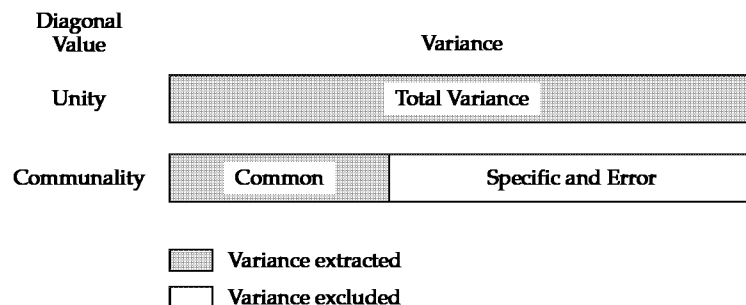 Diagonal
Value
Variance
Unity
Total Variance
Communality
Common
Specific and Error
Variance extracted
Variance excluded